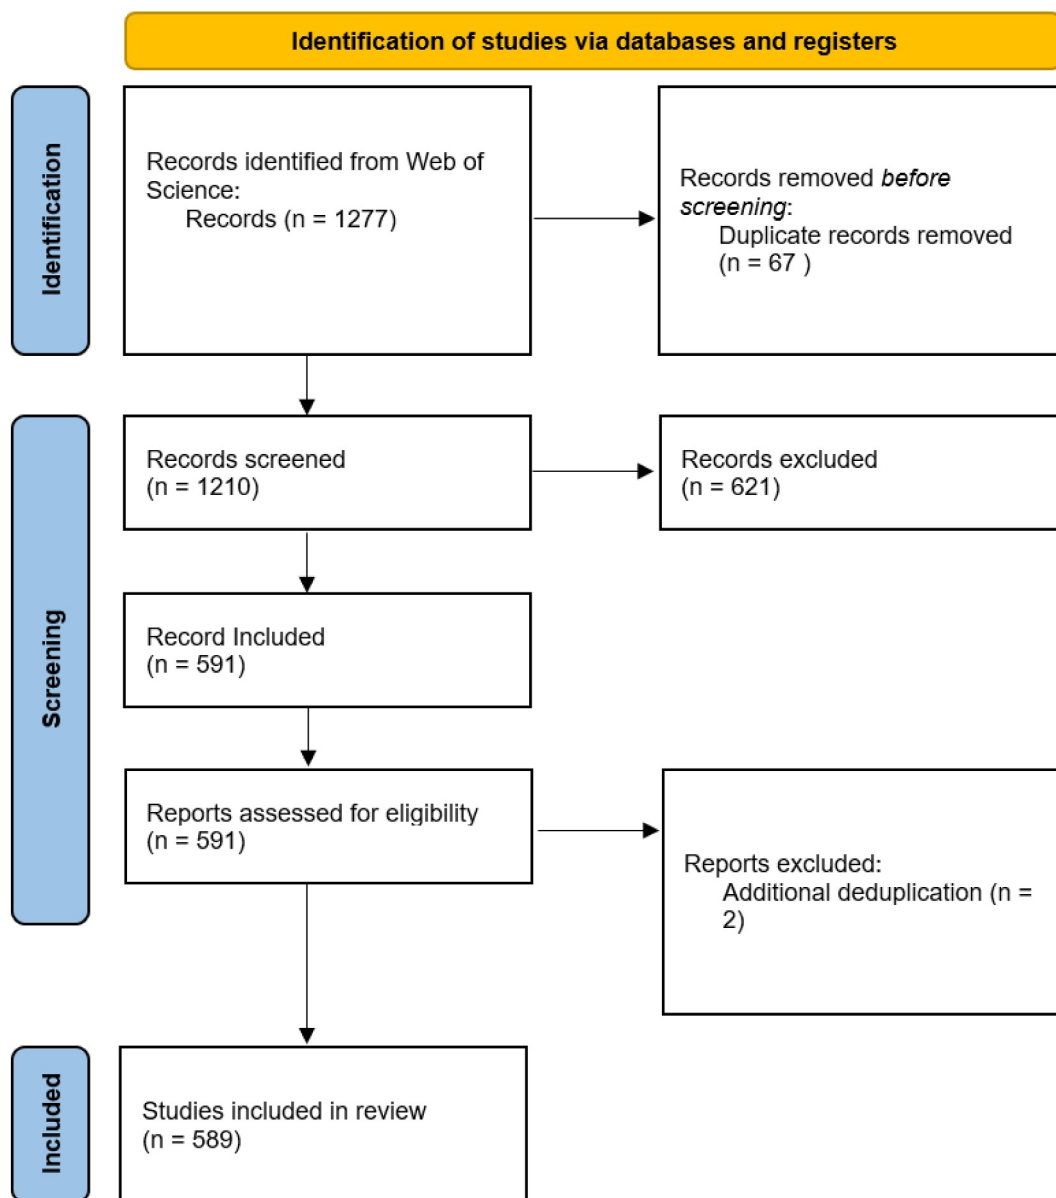 Identification of studies via databases and registers
Identification
Records identified from Web of
Science:
Records (n = 1277)
Records removed before
screening:
Duplicate records removed
(n = 67 )
Screening
Records screened
(n = 1210)
Records excluded
(n = 621)
Record Included
(n = 591)
Reports assessed for eligibility
(n = 591)
Reports excluded:
Additional deduplication (n =
2)
Included
Studies included in review
(n = 589)